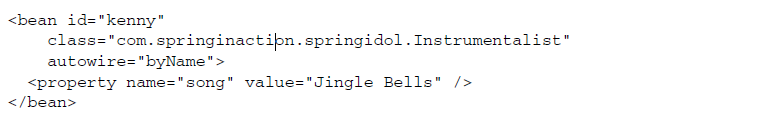 <bean id="kenny"
    class="com.springinaction.springidol.Instrumentalist"
    autowire="byName">
  <property name="song" value="Jingle Bells" />
</bean>